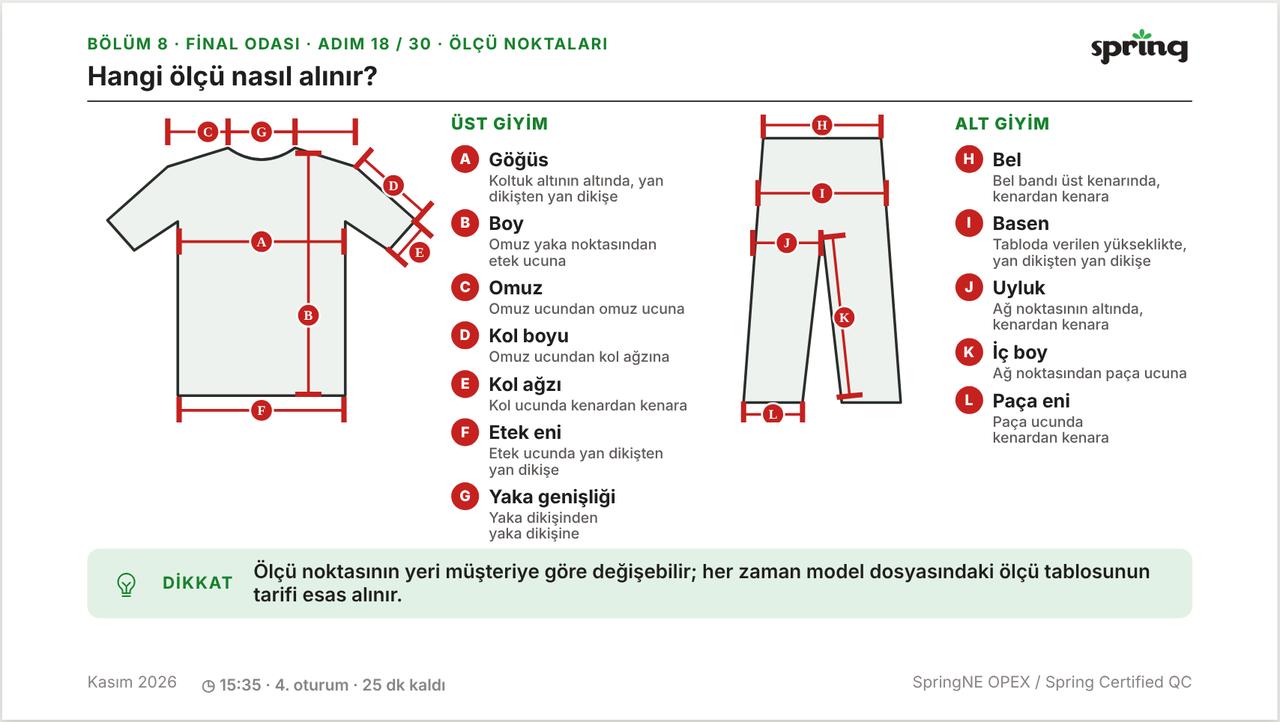 BÖLÜM 8 · FİNAL ODASI · ADIM 18 / 30 · ÖLÇÜ NOKTALARI
spring
Hangi ölçü nasıl alınır?
C
G
D
A
E
B
F
ÜST GİYİM
A
Göğüs
Koltuk altının altında, yan
dikişten yan dikişe
B
Boy
Omuz yaka noktasından
etek ucuna
C
Omuz
Omuz ucundan omuz ucuna
D
Kol boyu
Omuz ucundan kol ağzına
E
Kol ağzı
Kol ucunda kenardan kenara
F
Etek eni
Etek ucunda yan dikişten
yan dikişe
G
Yaka genişliği
Yaka dikişinden
yaka dikişine
H
I
J
K
L
ALT GİYİM
H
Bel
Bel bandı üst kenarında,
kenardan kenara
I
Basen
Tabloda verilen yükseklikte,
yan dikişten yan dikişe
J
Uyluk
Ağ noktasının altında,
kenardan kenara
K
İç boy
Ağ noktasından paça ucuna
L
Paça eni
Paça ucunda
kenardan kenara
DİKKAT
Ölçü noktasının yeri müşteriye göre değişebilir; her zaman model dosyasındaki ölçü tablosunun
tarifi esas alınır.
Kasım 2026
15:35 · 4. oturum · 25 dk kaldı
SpringNE OPEX / Spring Certified QC